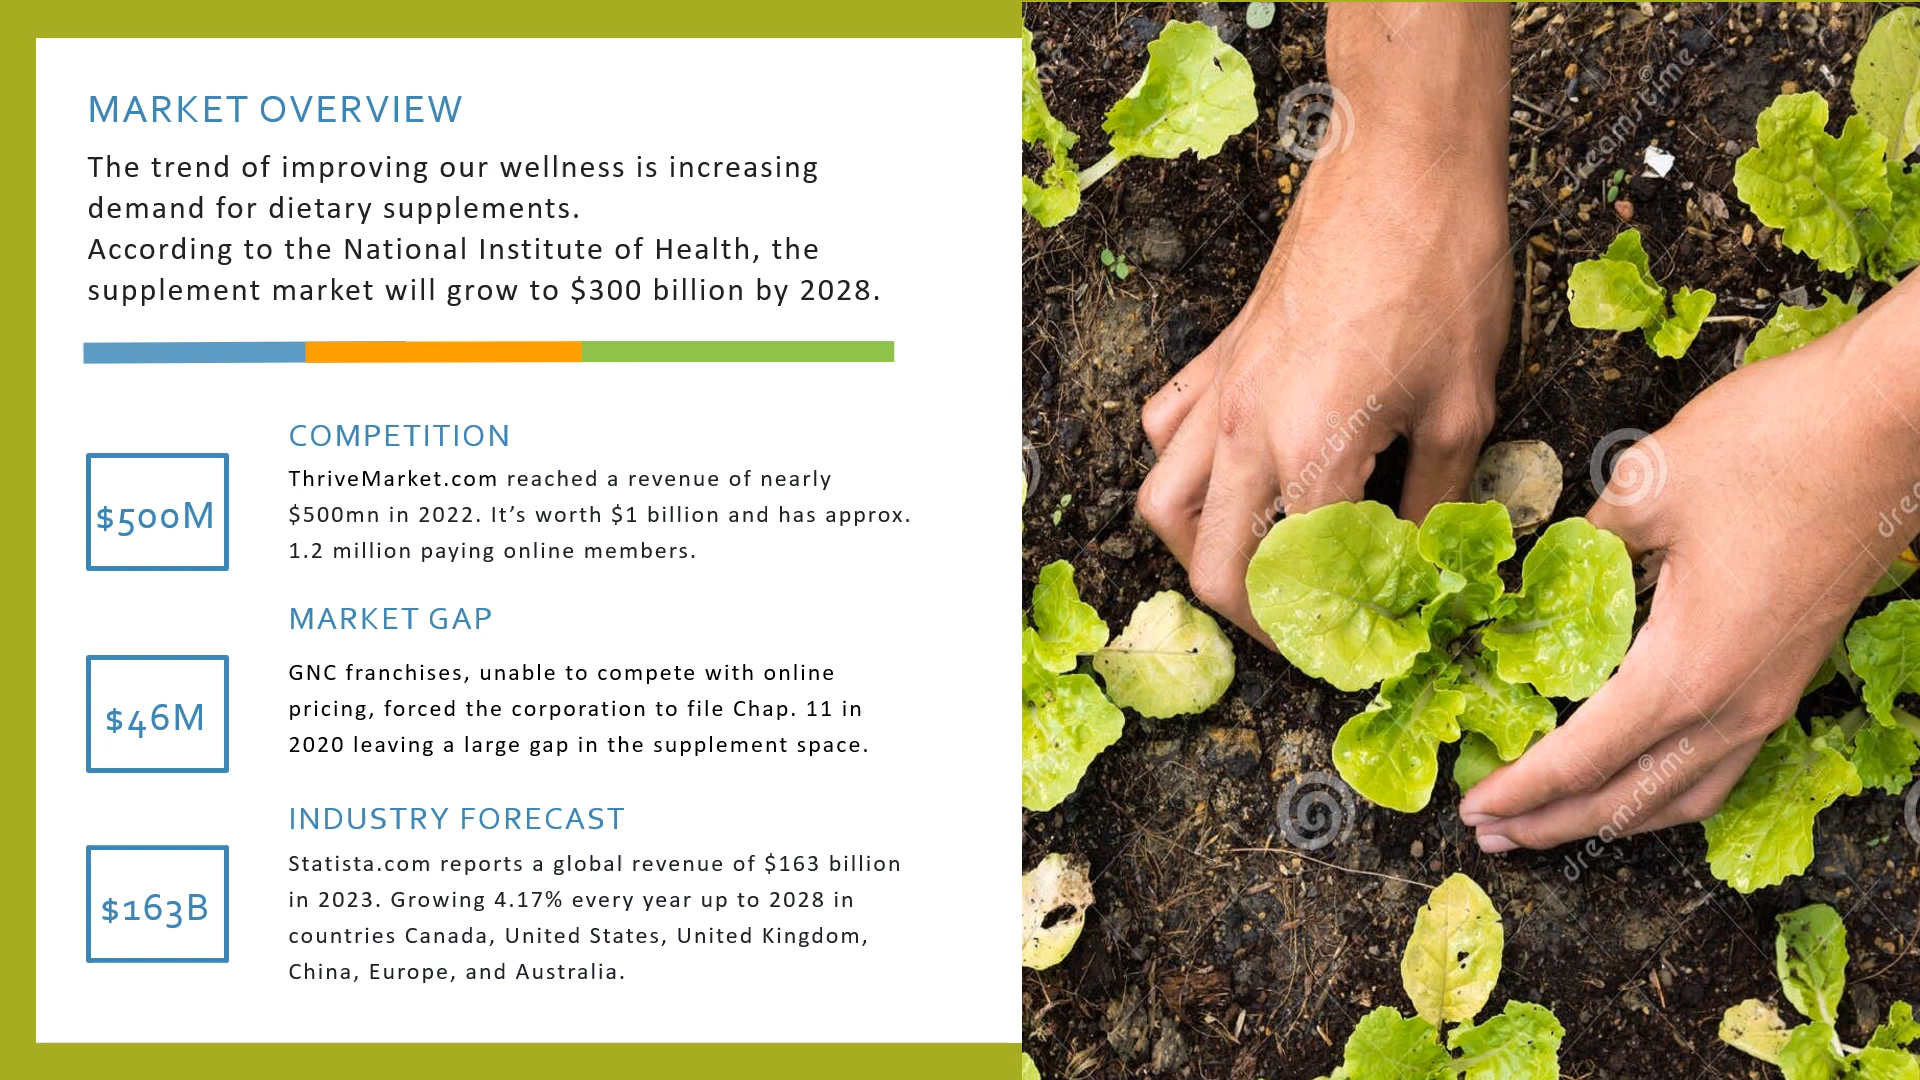 MARKET OVERVIEW
The trend of improving our wellness is increasing
demand for dietary supplements.
According to the National Institute of Health, the
supplement market will grow to $300 billion by 2028.
COMPETITION
$500M
ThriveMarket.com reached a revenue of nearly
$500mn in 2022. It’s worth $1 billion and has approx.
1.2 million paying online members.
MARKET GAP
$46M
GNC franchises, unable to compete with online
pricing, forced the corporation to file Chap. 11 in
2020 leaving a large gap in the supplement space.
INDUSTRY FORECAST
$163B
Statista.com reports a global revenue of $163 billion
in 2023. Growing 4.17% every year up to 2028 in
countries Canada, United States, United Kingdom,
China, Europe, and Australia.
dreamstime
dreamstime
dreamstime